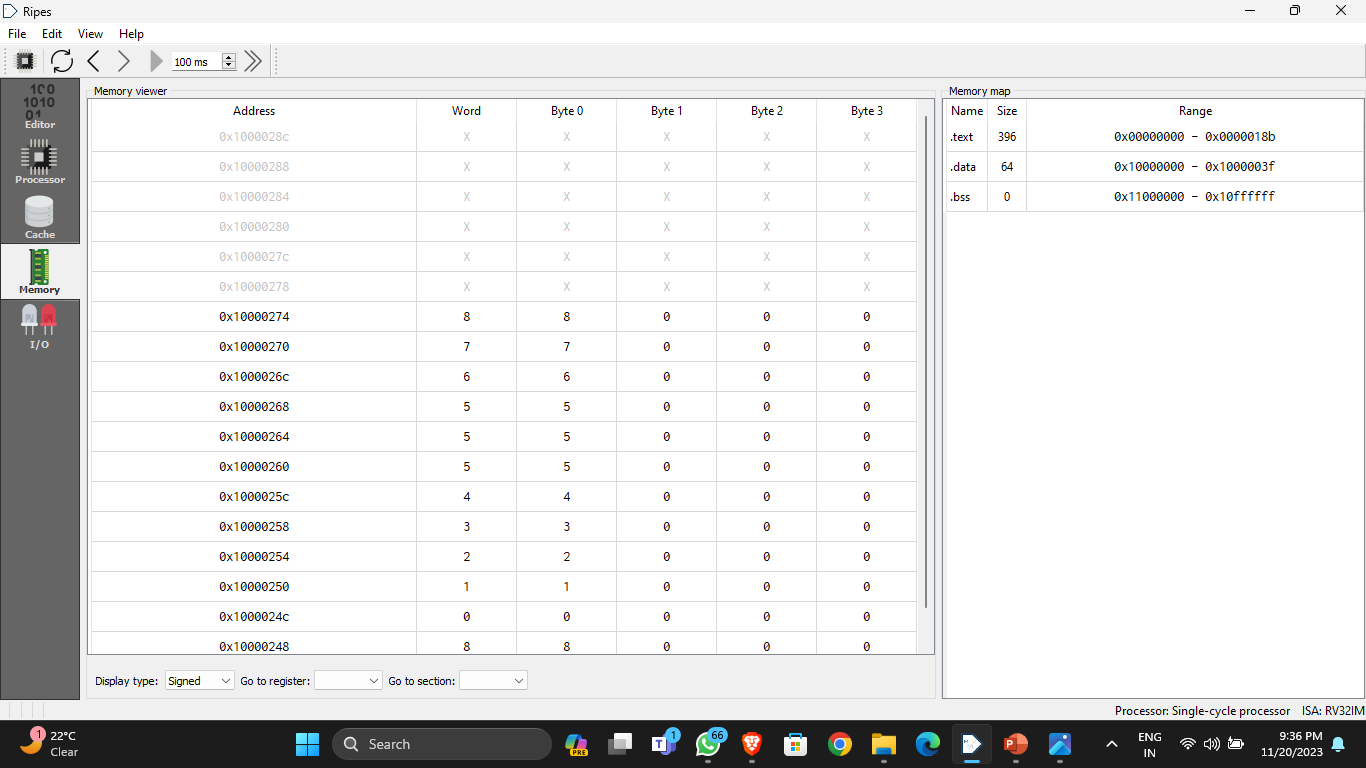 Ripes
File Edit View Help
100 ms
Memory viewer
Memory map
Editor
Processor
Cache
Memory
I/O
Address Word Byte 0 Byte 1 Byte 2 Byte 3
0x1000028c X X X X X
0x10000288 X X X X X
0x10000284 X X X X X
0x10000280 X X X X X
0x1000027c X X X X X
0x10000278 X X X X X
0x10000274 8 8 0 0 0
0x10000270 7 7 0 0 0
0x1000026c 6 6 0 0 0
0x10000268 5 5 0 0 0
0x10000264 5 5 0 0 0
0x10000260 5 5 0 0 0
0x1000025c 4 4 0 0 0
0x10000258 3 3 0 0 0
0x10000254 2 2 0 0 0
0x10000250 1 1 0 0 0
0x1000024c 0 0 0 0 0
0x10000248 8 8 0 0 0
Name Size Range
.text 396 0x00000000 - 0x0000018b
.data 64 0x10000000 - 0x1000003f
.bss 0 0x11000000 - 0x10ffffff
Display type: Signed Go to register: Go to section:
Processor: Single-cycle processor ISA: RV32IM
1
22°C
Clear
Search
PRE
1
66
ENG
IN
9:36 PM
11/20/2023